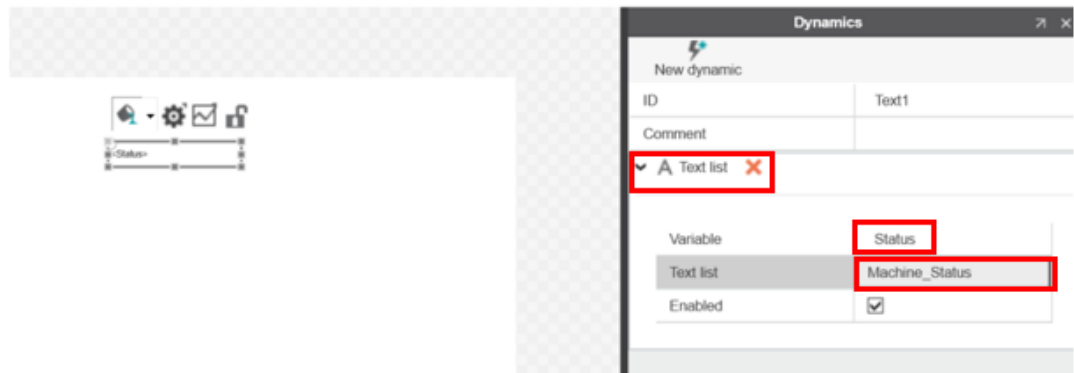 Dynamics
New dynamic
ID Text1
Comment
<Status>
A Text list
Variable Status
Text list Machine_Status
Enabled